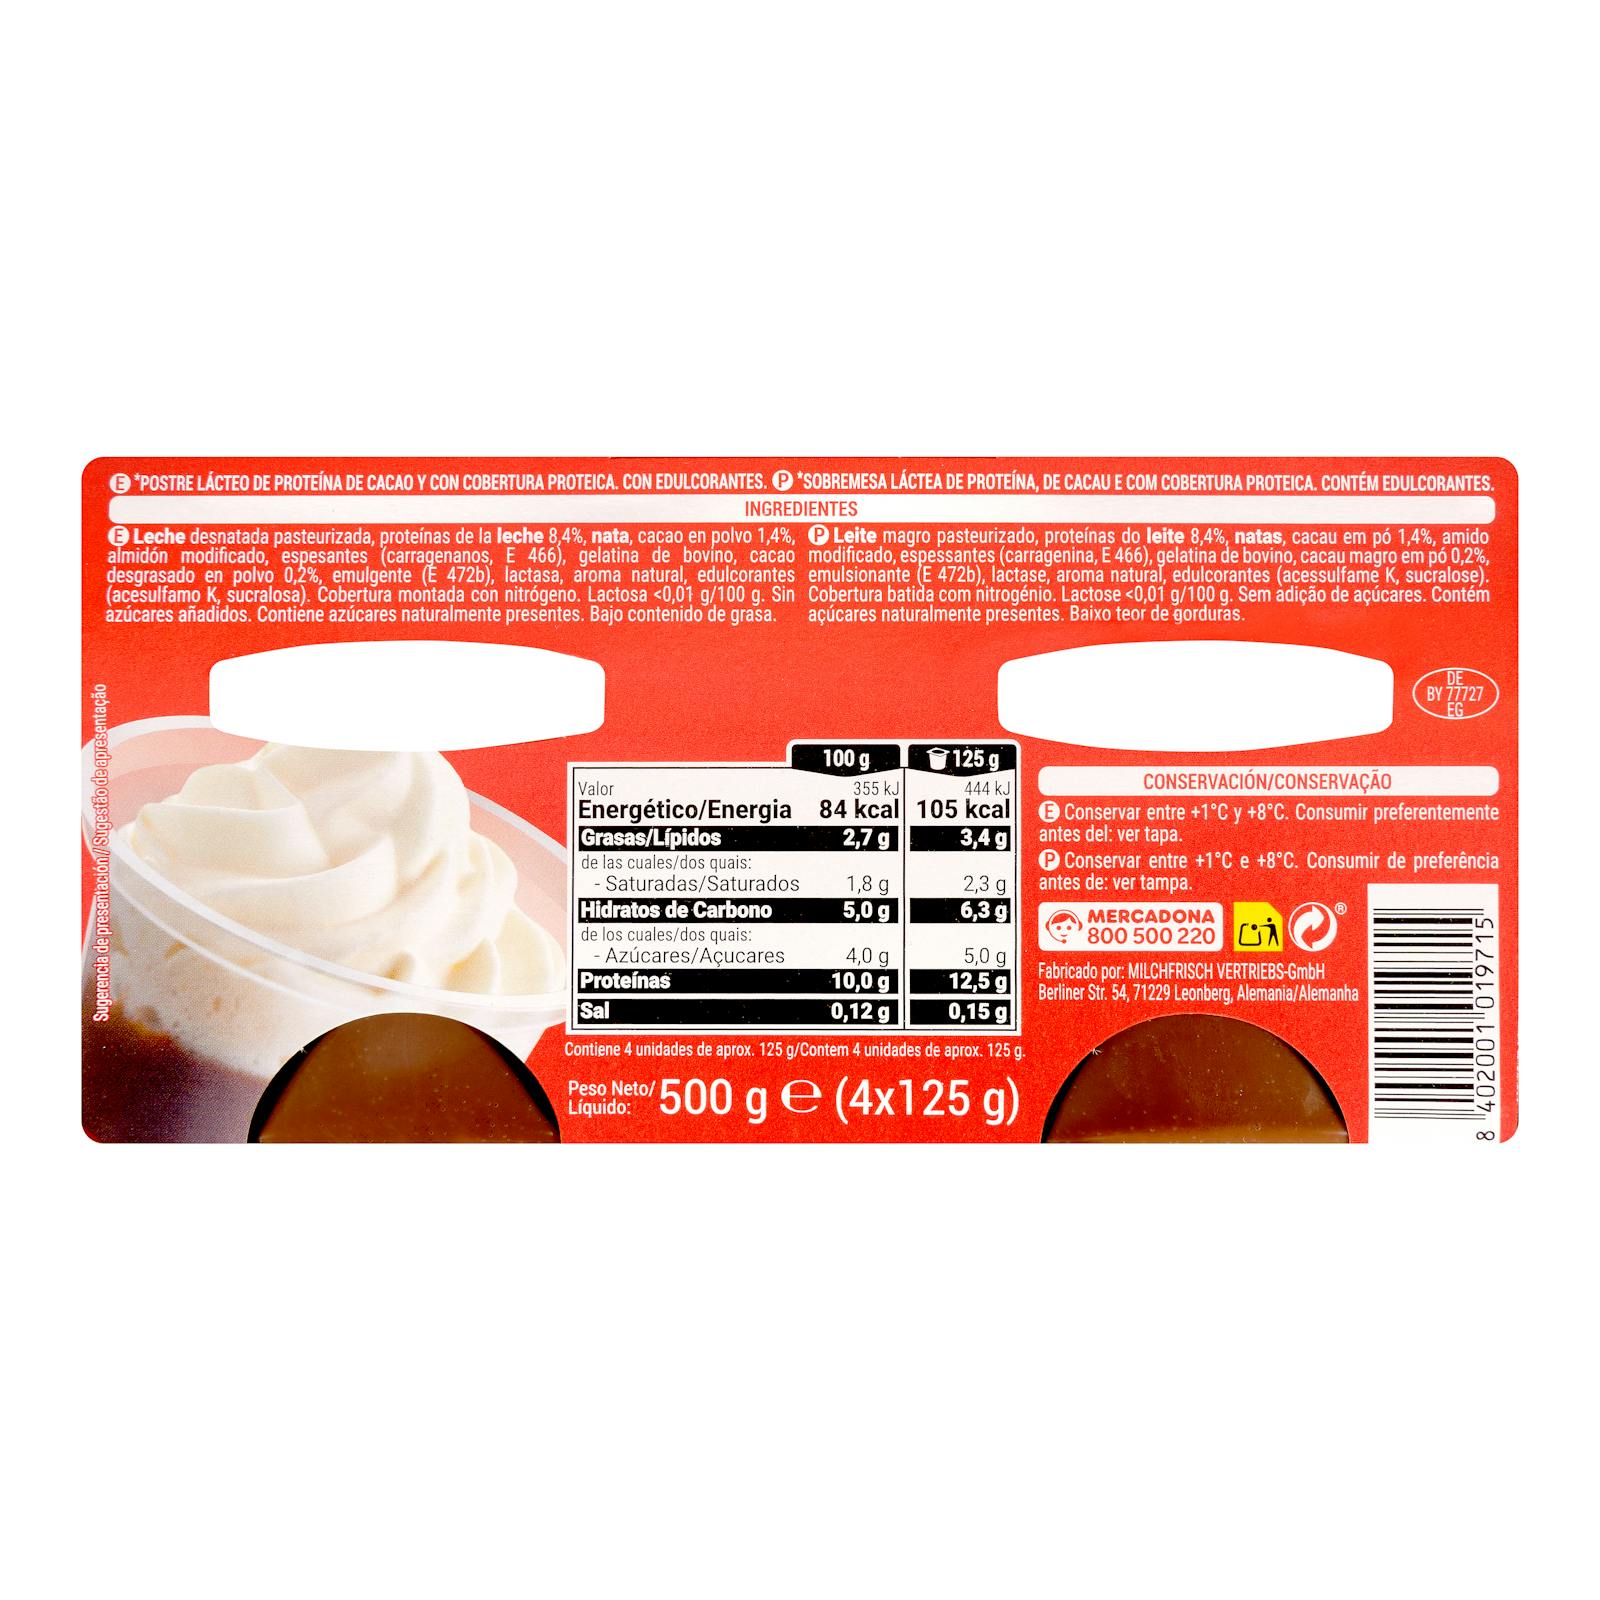 E *POSTRE LÁCTEO DE PROTEÍNA DE CACAO Y CON COBERTURA PROTEICA. CON EDULCORANTES. P *SOBREMESA LÁCTEA DE PROTEÍNA, DE CACAU E COM COBERTURA PROTEICA. CONTÉM EDULCORANTES.
INGREDIENTES
E Leche desnatada pasteurizada, proteínas de la leche 8,4%, nata, cacao en polvo 1,4%,
almidón modificado, espesantes (carragenanos, E 466), gelatina de bovino, cacao
desgrasado en polvo 0,2%, emulgente (E 472b), lactasa, aroma natural, edulcorantes
(acesulfamo K, sucralosa). Cobertura montada con nitrógeno. Lactosa <0,01 g/100 g. Sin
azúcares añadidos. Contiene azúcares naturalmente presentes. Bajo contenido de grasa.
P Leite magro pasteurizado, proteínas do leite 8,4%, natas, cacau em pó 1,4%, amido
modificado, espessantes (carragenina, E 466), gelatina de bovino, cacau magro em pó 0,2%,
emulsionante (E 472b), lactase, aroma natural, edulcorantes (acessulfame K, sucralose).
Cobertura batida com nitrogénio. Lactose <0,01 g/100 g. Sem adição de açúcares. Contém
açúcares naturalmente presentes. Baixo teor de gorduras.
Sugerencia de presentación/Sugestão de apresentação
DE
BY 77727
EG
100 g 125 g
Valor 355 kJ 444 kJ
Energético/Energia 84 kcal 105 kcal
Grasas/Lípidos 2,7 g 3,4 g
de las cuales/dos quais:
- Saturadas/Saturados 1,8 g 2,3 g
Hidratos de Carbono 5,0 g 6,3 g
de los cuales/dos quais:
- Azúcares/Açucares 4,0 g 5,0 g
Proteínas 10,0 g 12,5 g
Sal 0,12 g 0,15 g
Contiene 4 unidades de aprox. 125 g/Contem 4 unidades de aprox. 125 g.
Peso Neto/
Líquido: 500 g ℮ (4x125 g)
CONSERVACIÓN/CONSERVAÇÃO
E Conservar entre +1°C y +8°C. Consumir preferentemente
antes del: ver tapa.
P Conservar entre +1°C e +8°C. Consumir de preferência
antes de: ver tampa.
MERCADONA
800 500 220
®
Fabricado por: MILCHFRISCH VERTRIEBS-GmbH
Berliner Str. 54, 71229 Leonberg, Alemania/Alemanha
8 402001 019715